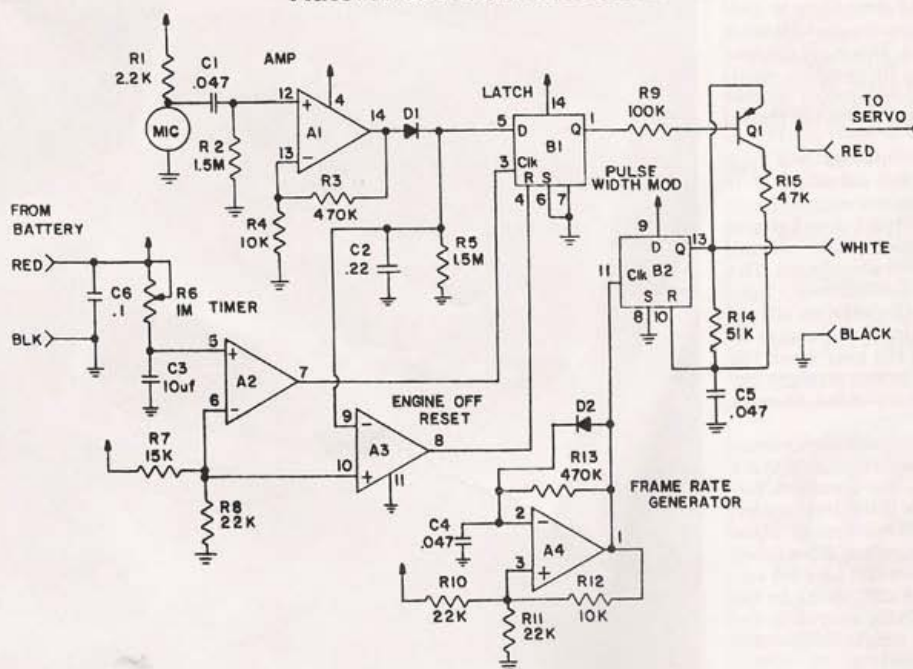 R1
2.2K
C1
.047
AMP
MIC
R2
1.5M
12
+
A1
4
14
D1
13
−
R3
470K
R4
10K
LATCH
14
5
D
Q
1
B1
3
Clk
R
S
4
6
7
R9
100K
Q1
TO
SERVO
RED
R15
47K
PULSE
WIDTH MOD
9
D
Q
13
11
Clk
B2
S
R
8
10
WHITE
R14
51K
BLACK
C5
.047
FROM
BATTERY
RED
BLK
C6
.1
R6
1M
TIMER
C3
10uf
5
+
A2
7
6
−
R7
15K
R8
22K
C2
.22
R5
1.5M
ENGINE OFF
RESET
9
−
A3
8
10
+
11
D2
R13
470K
FRAME RATE
GENERATOR
C4
.047
2
−
A4
1
3
+
R10
22K
R11
22K
R12
10K